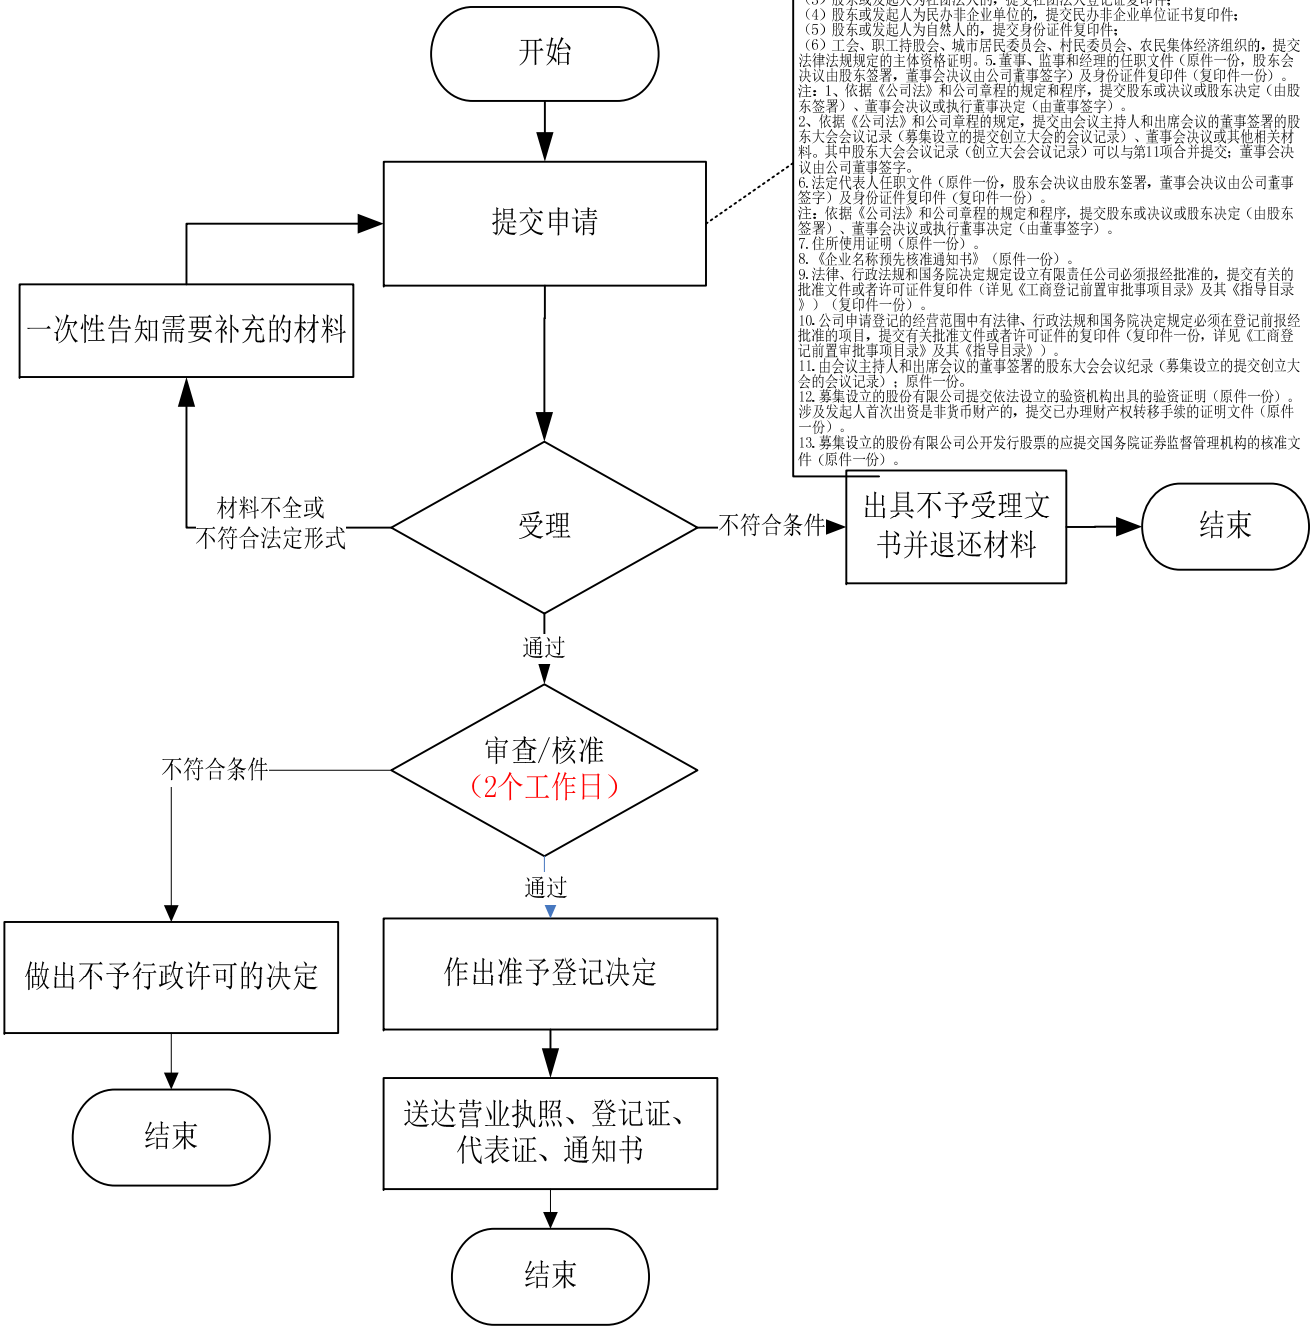 开始
提交申请
一次性告知需要补充的材料
（3）股东或发起人为社团法人的，提交社团法人登记证复印件；
（4）股东或发起人为民办非企业单位的，提交民办非企业单位证书复印件；
（5）股东或发起人为自然人的，提交身份证件复印件；
（6）工会、职工持股会、城市居民委员会、村民委员会、农民集体经济组织的，提交
法律法规规定的主体资格证明。5.董事、监事和经理的任职文件（原件一份，股东会
决议由股东签署，董事会决议由公司董事签字）及身份证件复印件（复印件一份）。
注：1、依据《公司法》和公司章程的规定和程序，提交股东或决议或股东决定（由股
东签署）、董事会决议或执行董事决定（由董事签字）。
2、依据《公司法》和公司章程的规定，提交由会议主持人和出席会议的董事签署的股
东大会会议记录（募集设立的提交创立大会的会议记录）、董事会决议或其他相关材
料。其中股东大会会议记录（创立大会会议记录）可以与第11项合并提交；董事会决
议由公司董事签字。
6.法定代表人任职文件（原件一份，股东会决议由股东签署，董事会决议由公司董事
签字）及身份证件复印件（复印件一份）。
注：依据《公司法》和公司章程的规定和程序，提交股东或决议或股东决定（由股东
签署）、董事会决议或执行董事决定（由董事签字）。
7.住所使用证明（原件一份）。
8.《企业名称预先核准通知书》（原件一份）。
9.法律、行政法规和国务院决定规定设立有限责任公司必须报经批准的，提交有关的
批准文件或者许可证件复印件（详见《工商登记前置审批事项目录》及其《指导目录
》）（复印件一份）。
10.公司申请登记的经营范围中有法律、行政法规和国务院决定规定必须在登记前报经
批准的项目，提交有关批准文件或者许可证件的复印件（复印件一份，详见《工商登
记前置审批事项目录》及其《指导目录》）。
11.由会议主持人和出席会议的董事签署的股东大会会议纪录（募集设立的提交创立大
会的会议记录）；原件一份。
12.募集设立的股份有限公司提交依法设立的验资机构出具的验资证明（原件一份）。
涉及发起人首次出资是非货币财产的，提交已办理财产权转移手续的证明文件（原件
一份）。
13.募集设立的股份有限公司公开发行股票的应提交国务院证券监督管理机构的核准文
件（原件一份）。
材料不全或
不符合法定形式
受理
不符合条件
出具不予受理文
书并退还材料
结束
通过
审查/核准
（2个工作日）
不符合条件
通过
做出不予行政许可的决定
作出准予登记决定
结束
送达营业执照、登记证、
代表证、通知书
结束